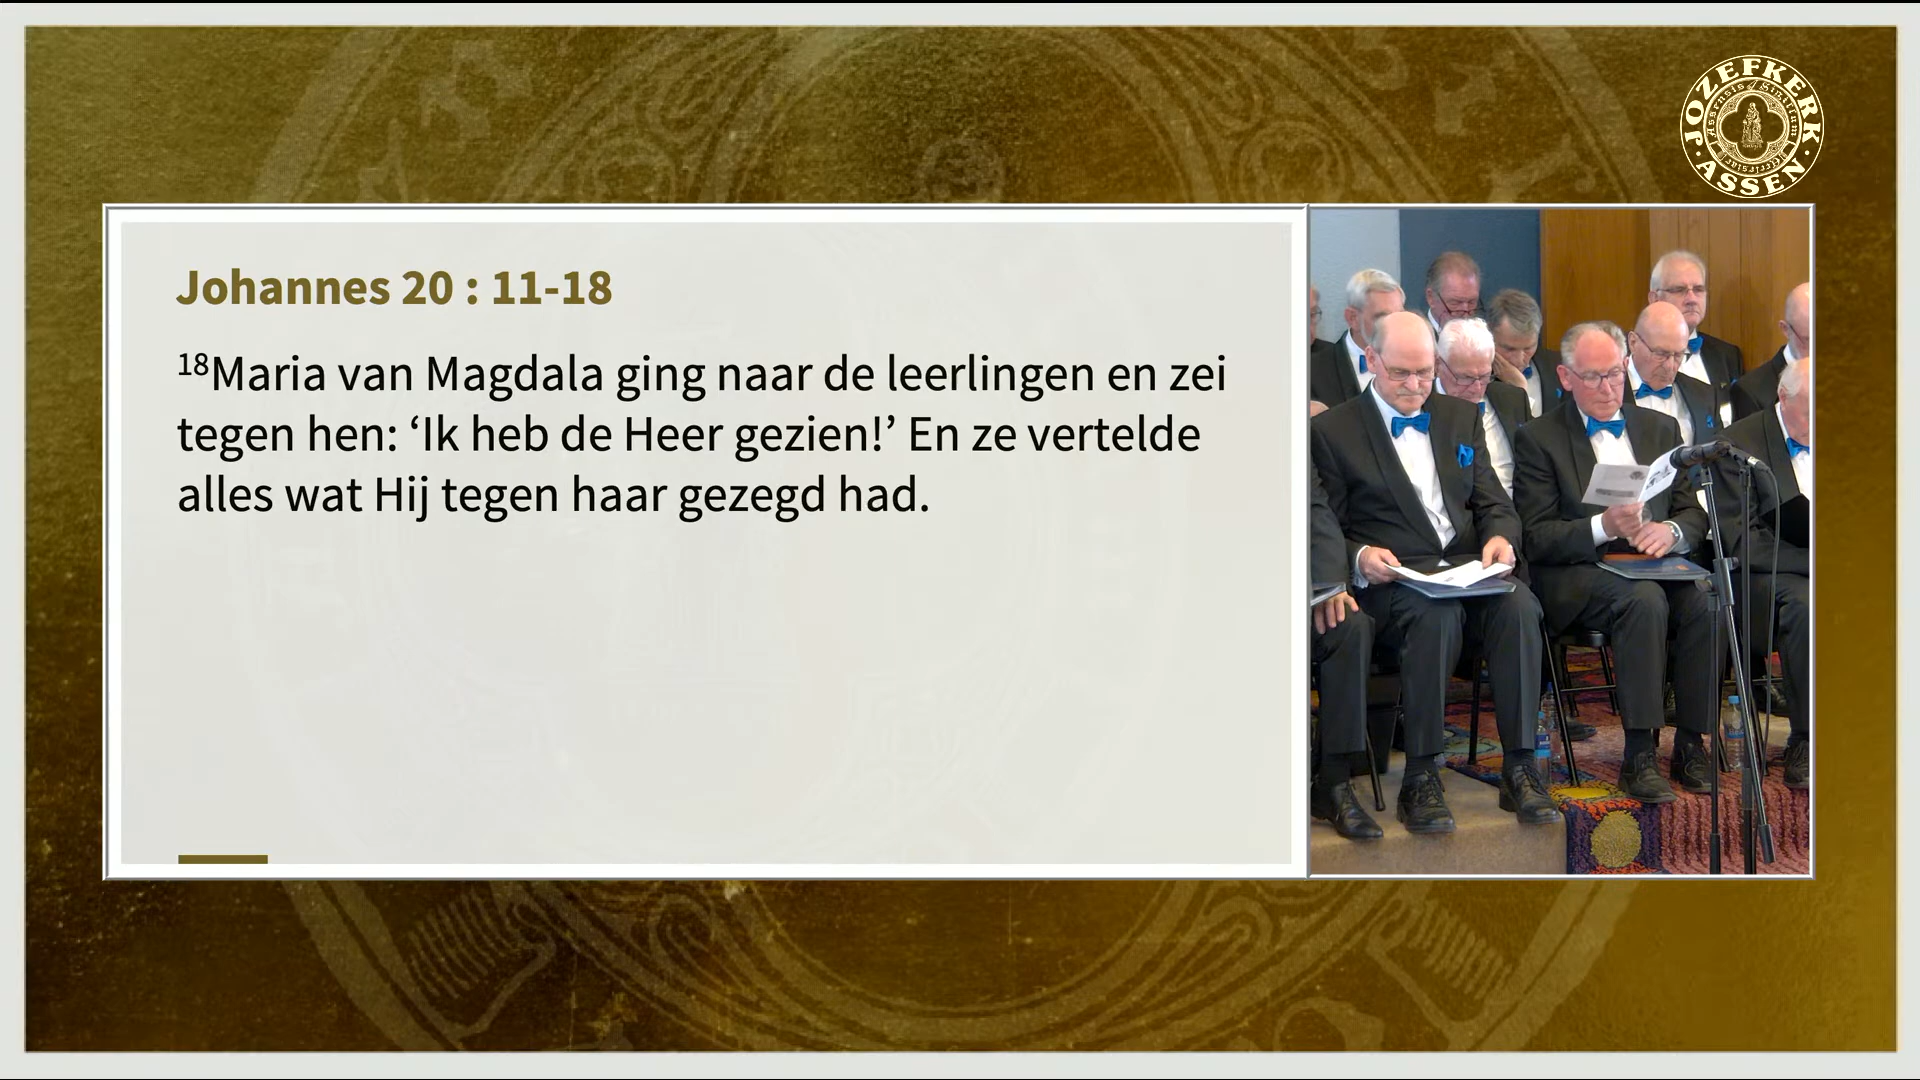 JOZEFKERK
· ASSEN ·
Johannes 20 : 11-18
18Maria van Magdala ging naar de leerlingen en zei
tegen hen: ‘Ik heb de Heer gezien!’ En ze vertelde
alles wat Hij tegen haar gezegd had.